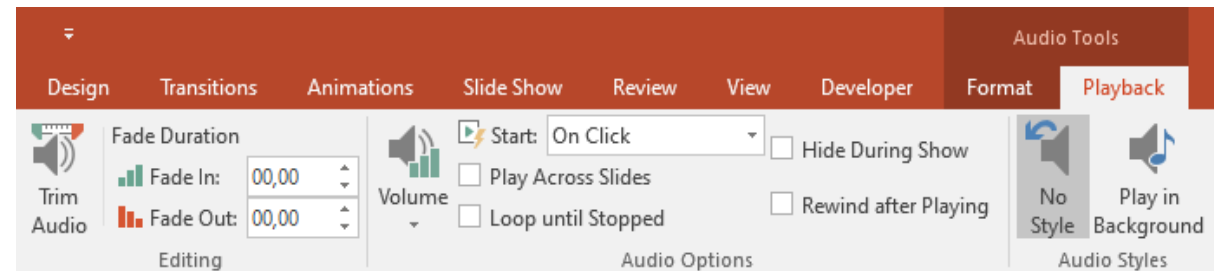 Audio Tools
Design Transitions Animations Slide Show Review View Developer Format Playback
Trim Audio
Fade Duration
Fade In: 00,00
Fade Out: 00,00
Editing
Volume
Start: On Click
Play Across Slides
Loop until Stopped
Hide During Show
Rewind after Playing
Audio Options
No Style
Play in Background
Audio Styles